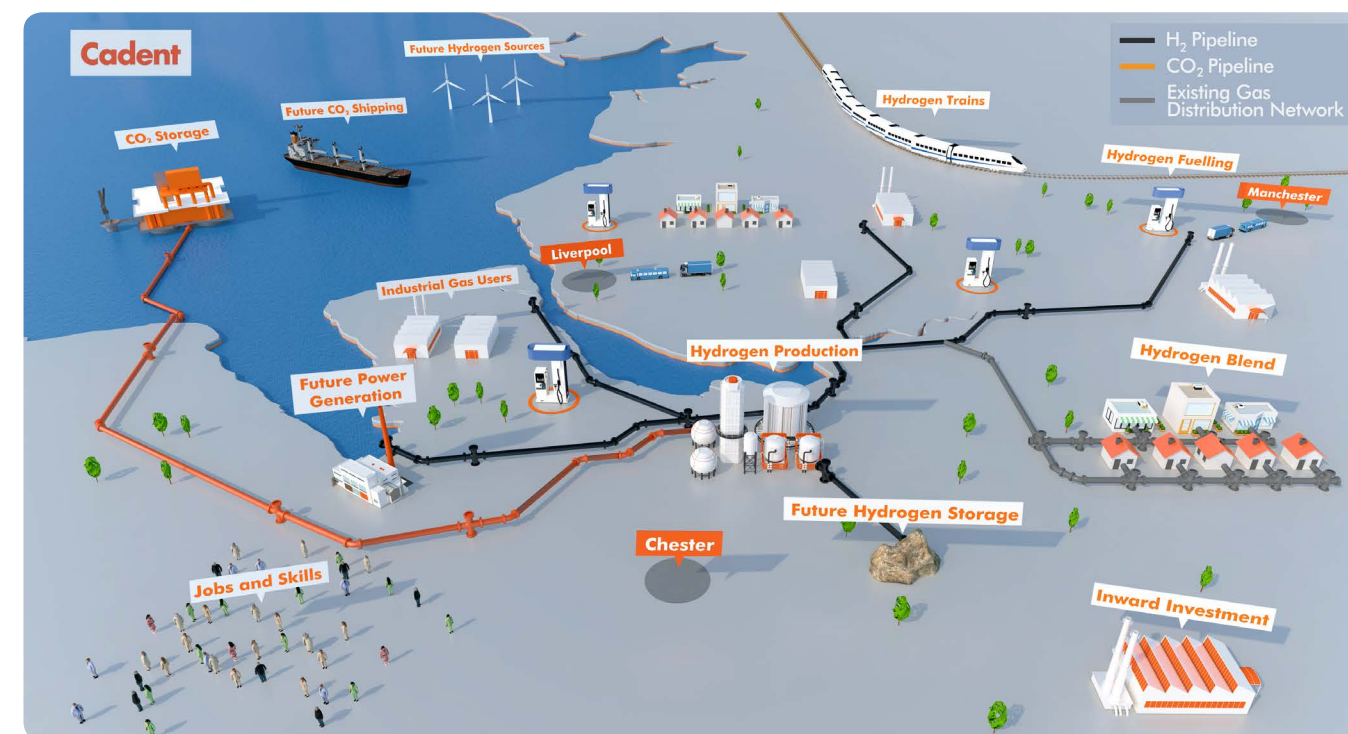 Cadent
Future Hydrogen Sources
H₂ Pipeline
CO₂ Pipeline
Existing Gas
Distribution Network
Future CO₂ Shipping
Hydrogen Trains
CO₂ Storage
Hydrogen Fuelling
Manchester
Liverpool
Industrial Gas Users
Hydrogen Production
Hydrogen Blend
Future Power
Generation
Future Hydrogen Storage
Chester
Jobs and Skills
Inward Investment